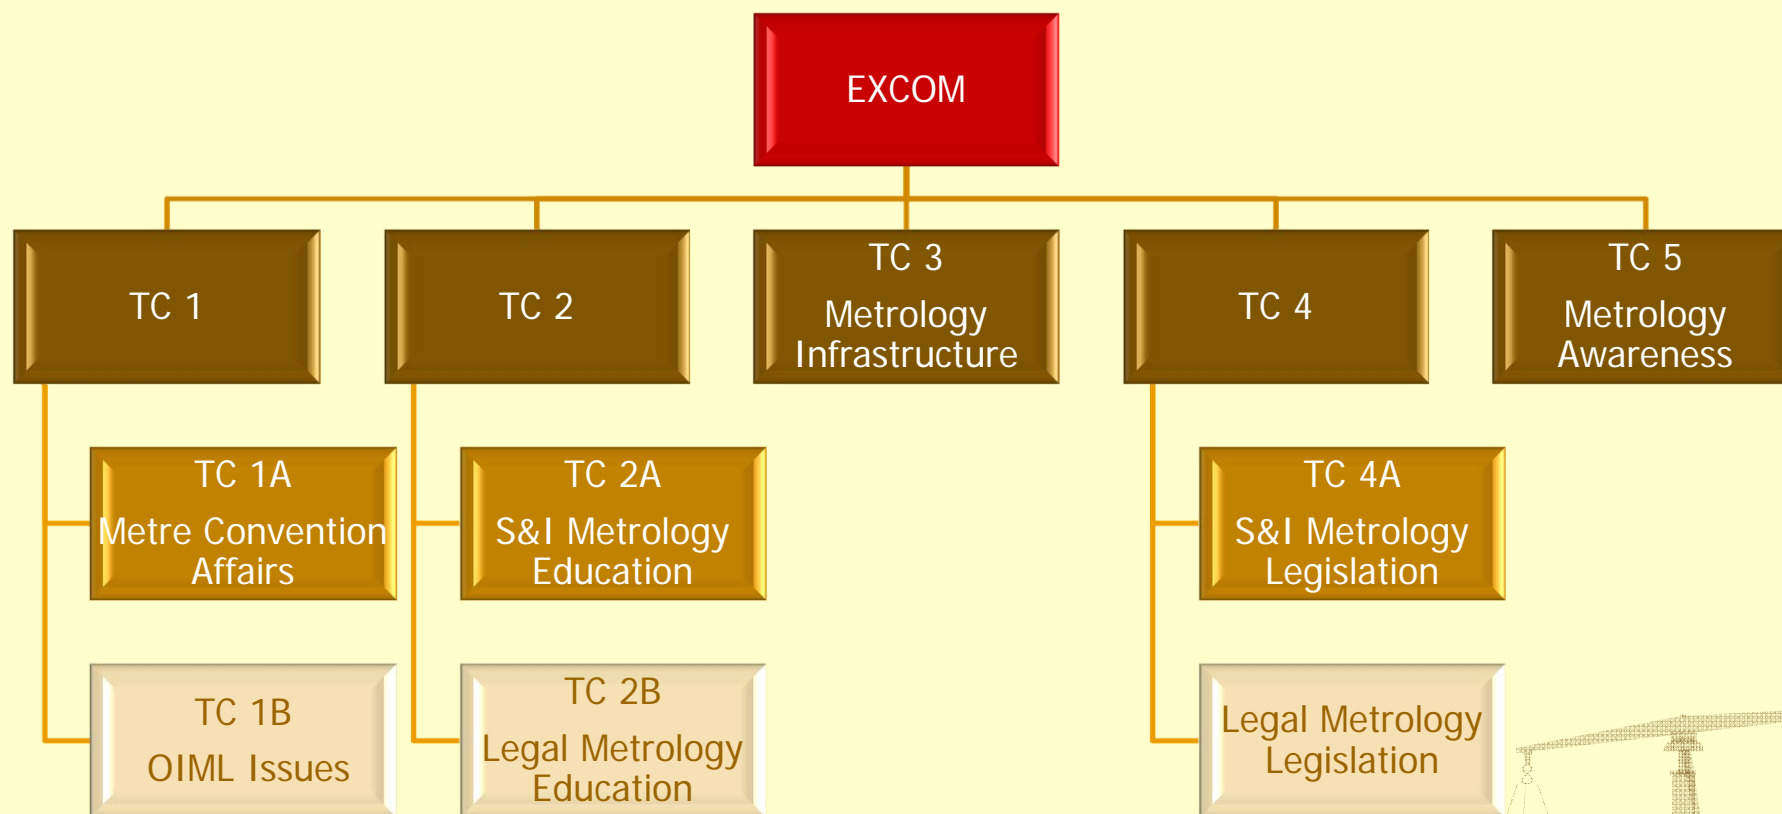 EXCOM
TC 1
TC 2
TC 3
Metrology
Infrastructure
TC 4
TC 5
Metrology
Awareness
TC 1A
Metre Convention
Affairs
TC 2A
S&I Metrology
Education
TC 4A
S&I Metrology
Legislation
TC 1B
OIML Issues
TC 2B
Legal Metrology
Education
Legal Metrology
Legislation